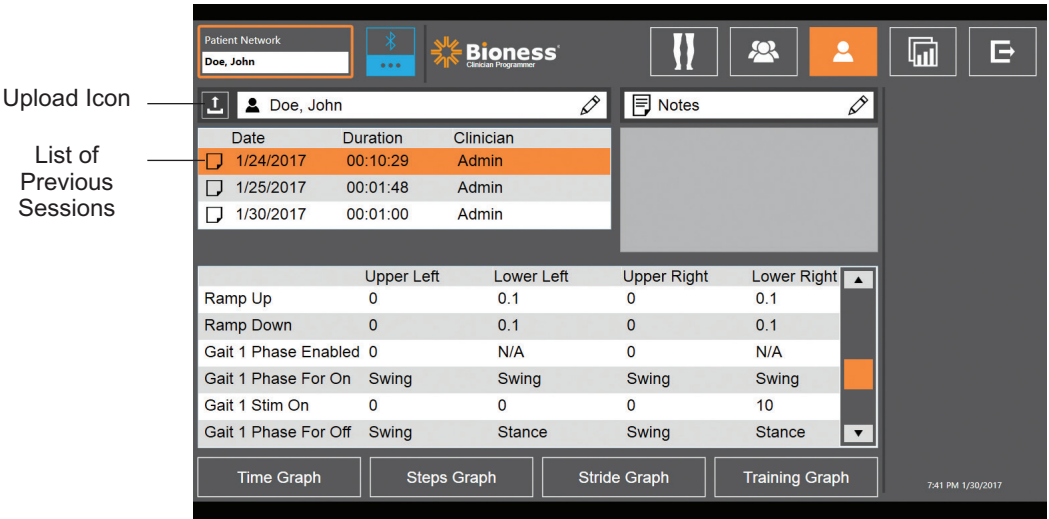 Patient Network
Doe, John
Bioness
Clinician Programmer
Upload Icon
Doe, John
Notes
Date Duration Clinician
List of
Previous
Sessions
1/24/2017 00:10:29 Admin
1/25/2017 00:01:48 Admin
1/30/2017 00:01:00 Admin
Upper Left Lower Left Upper Right Lower Right
Ramp Up 0 0.1 0 0.1
Ramp Down 0 0.1 0 0.1
Gait 1 Phase Enabled 0 N/A 0 N/A
Gait 1 Phase For On Swing Swing Swing Swing
Gait 1 Stim On 0 0 0 10
Gait 1 Phase For Off Swing Stance Swing Stance
Time Graph Steps Graph Stride Graph Training Graph
7:41 PM 1/30/2017